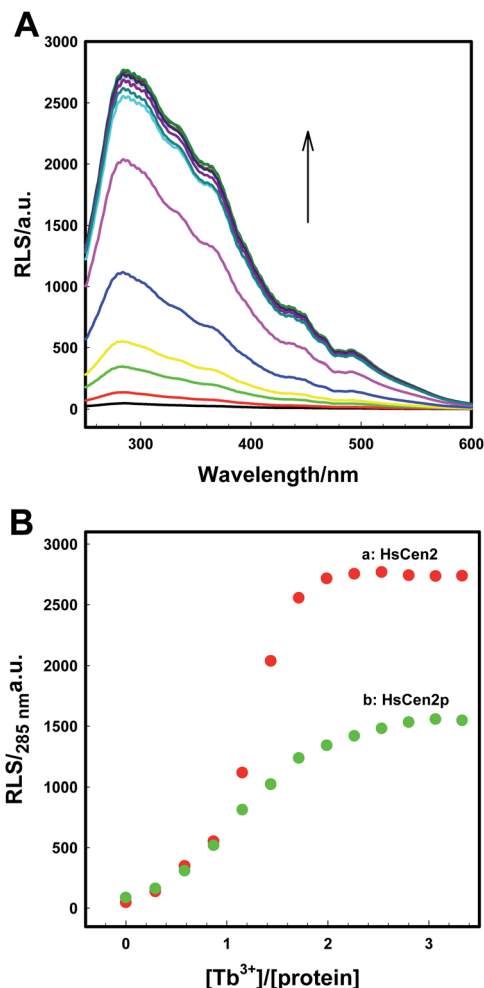 A
3000
2500
2000
1500
1000
500
0
RLS/a.u.
300 400 500 600
Wavelength/nm
B
3000
2500
2000
1500
1000
500
0
RLS/285 nm a.u.
a: HsCen2
b: HsCen2p
0 1 2 3
[Tb³⁺]/[protein]